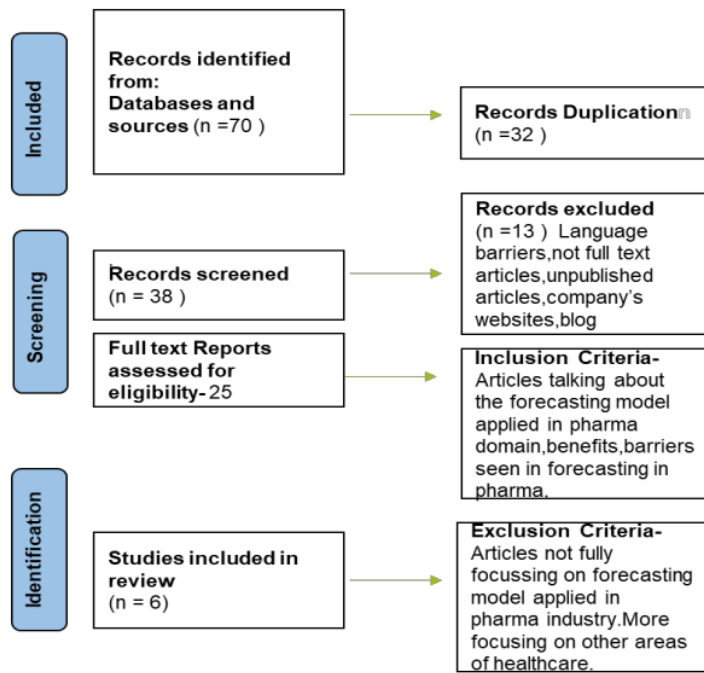 Included
Records identified
from:
Databases and
sources (n =70 )
Records Duplicationn
(n =32 )
Screening
Records screened
(n = 38 )
Records excluded
(n =13 ) Language
barriers,not full text
articles,unpublished
articles,company's
websites,blog
Full text Reports
assessed for
eligibility- 25
Inclusion Criteria-
Articles talking about
the forecasting model
applied in pharma
domain,benefits,barriers
seen in forecasting in
pharma.
Identification
Studies included in
review
(n = 6)
Exclusion Criteria-
Articles not fully
focussing on forecasting
model applied in
pharma industry.More
focusing on other areas
of healthcare.